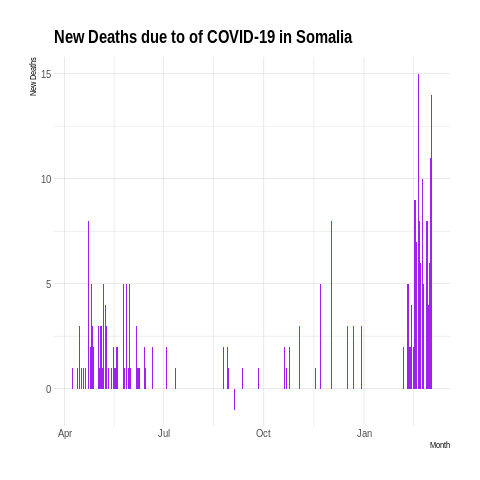 New Deaths due to of COVID-19 in Somalia
New Deaths
15
10
5
0
Apr
Jul
Oct
Jan
Month